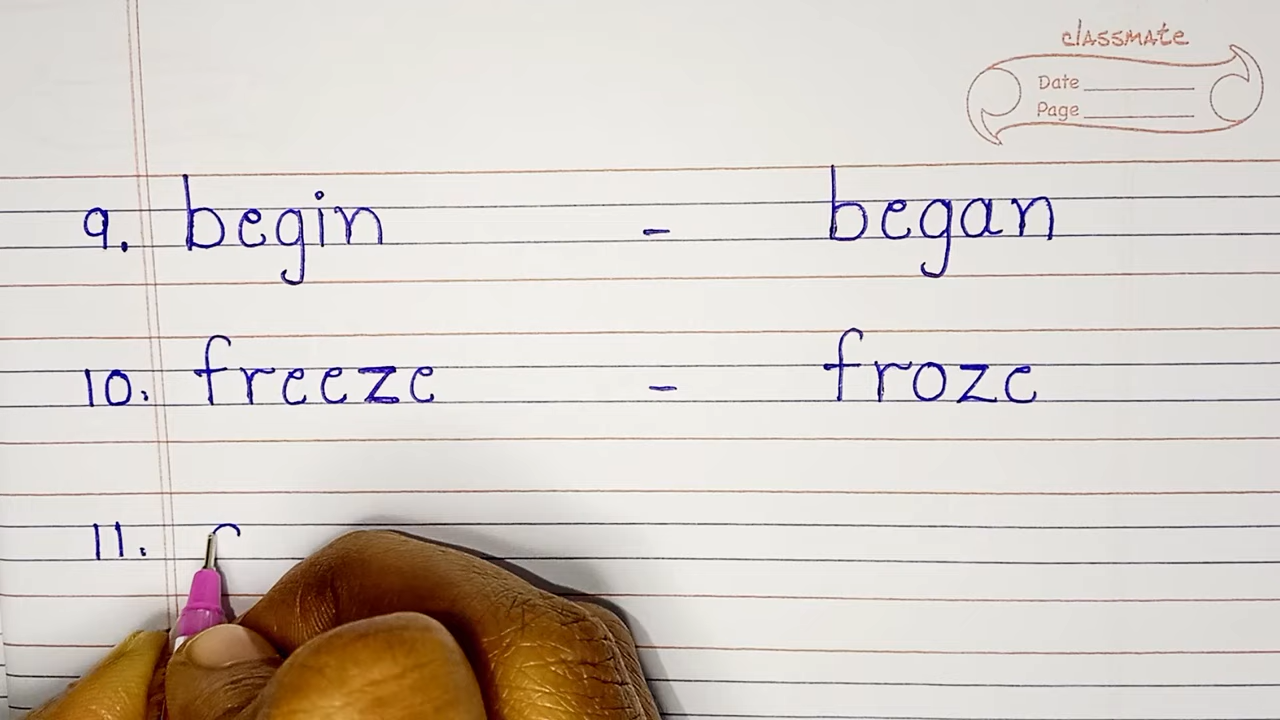 classmate
Date
Page
9. begin - began
10. freeze - froze
11.